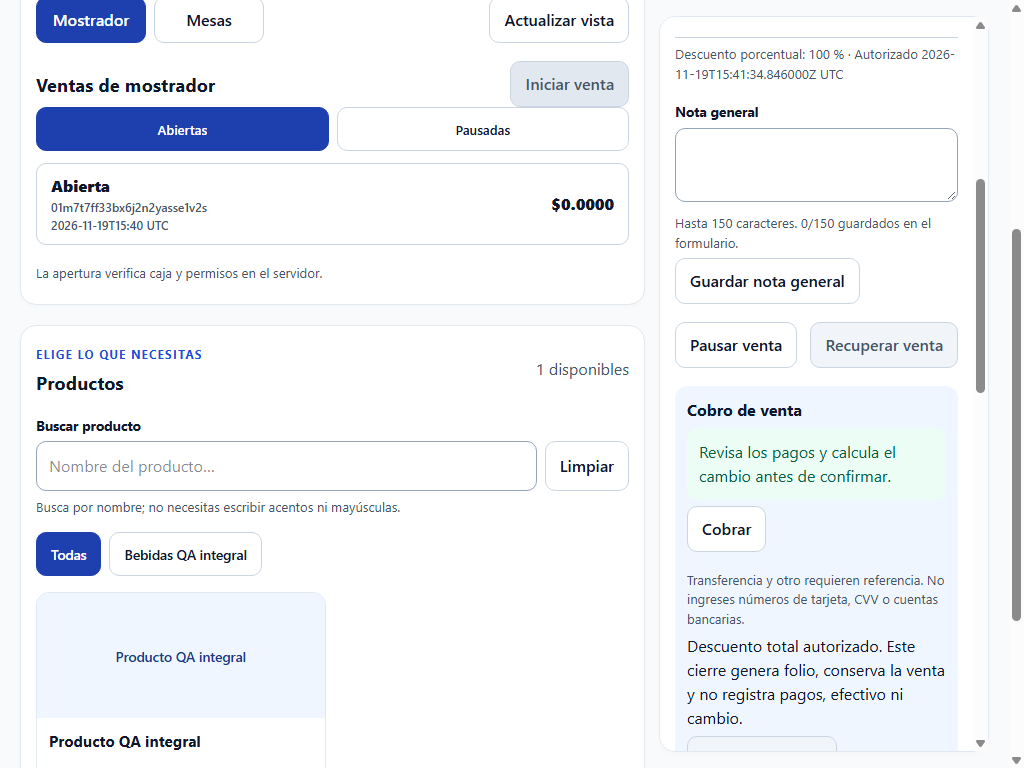 Mostrador
Mesas
Actualizar vista
Ventas de mostrador
Iniciar venta
Abiertas
Pausadas
Abierta
01m7t7ff33bx6j2n2yasse1v2s
2026-11-19T15:40 UTC
$0.0000
La apertura verifica caja y permisos en el servidor.
ELIGE LO QUE NECESITAS
Productos
1 disponibles
Buscar producto
Nombre del producto...
Limpiar
Busca por nombre; no necesitas escribir acentos ni mayúsculas.
Todas
Bebidas QA integral
Producto QA integral
Producto QA integral
Descuento porcentual: 100 % · Autorizado 2026-
11-19T15:41:34.846000Z UTC
Nota general
Hasta 150 caracteres. 0/150 guardados en el
formulario.
Guardar nota general
Pausar venta
Recuperar venta
Cobro de venta
Revisa los pagos y calcula el
cambio antes de confirmar.
Cobrar
Transferencia y otro requieren referencia. No
ingreses números de tarjeta, CVV o cuentas
bancarias.
Descuento total autorizado. Este
cierre genera folio, conserva la venta
y no registra pagos, efectivo ni
cambio.